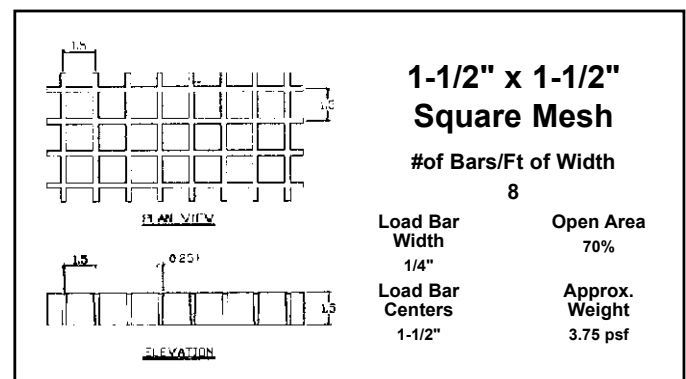 1.5
1.5
PLAN VIEW
1.5
0.25
1.5
ELEVATION
1-1/2" x 1-1/2"
Square Mesh
#of Bars/Ft of Width
8
Load Bar
Width
1/4"
Open Area
70%
Load Bar
Centers
1-1/2"
Approx.
Weight
3.75 psf